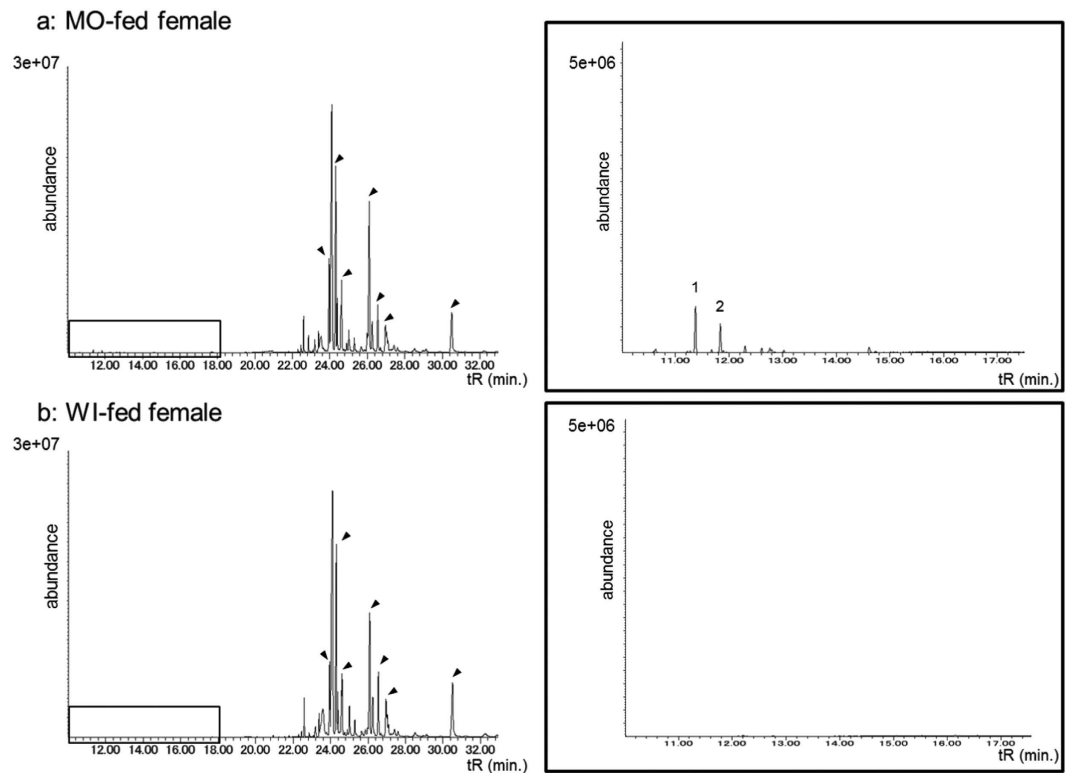 a: MO-fed female
3e+07
abundance
12.00 14.00 16.00 18.00 20.00 22.00 24.00 26.00 28.00 30.00 32.00
tR (min.)
5e+06
abundance
1
2
11.00 12.00 13.00 14.00 15.00 16.00 17.00
tR (min.)
b: WI-fed female
3e+07
abundance
12.00 14.00 16.00 18.00 20.00 22.00 24.00 26.00 28.00 30.00 32.00
tR (min.)
5e+06
abundance
11.00 12.00 13.00 14.00 15.00 16.00 17.00
tR (min.)